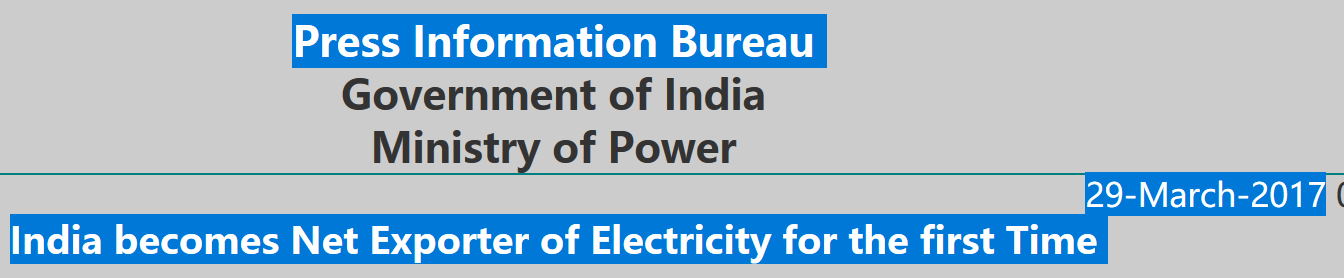 Press Information Bureau
Government of India
Ministry of Power
29-March-2017
India becomes Net Exporter of Electricity for the first Time